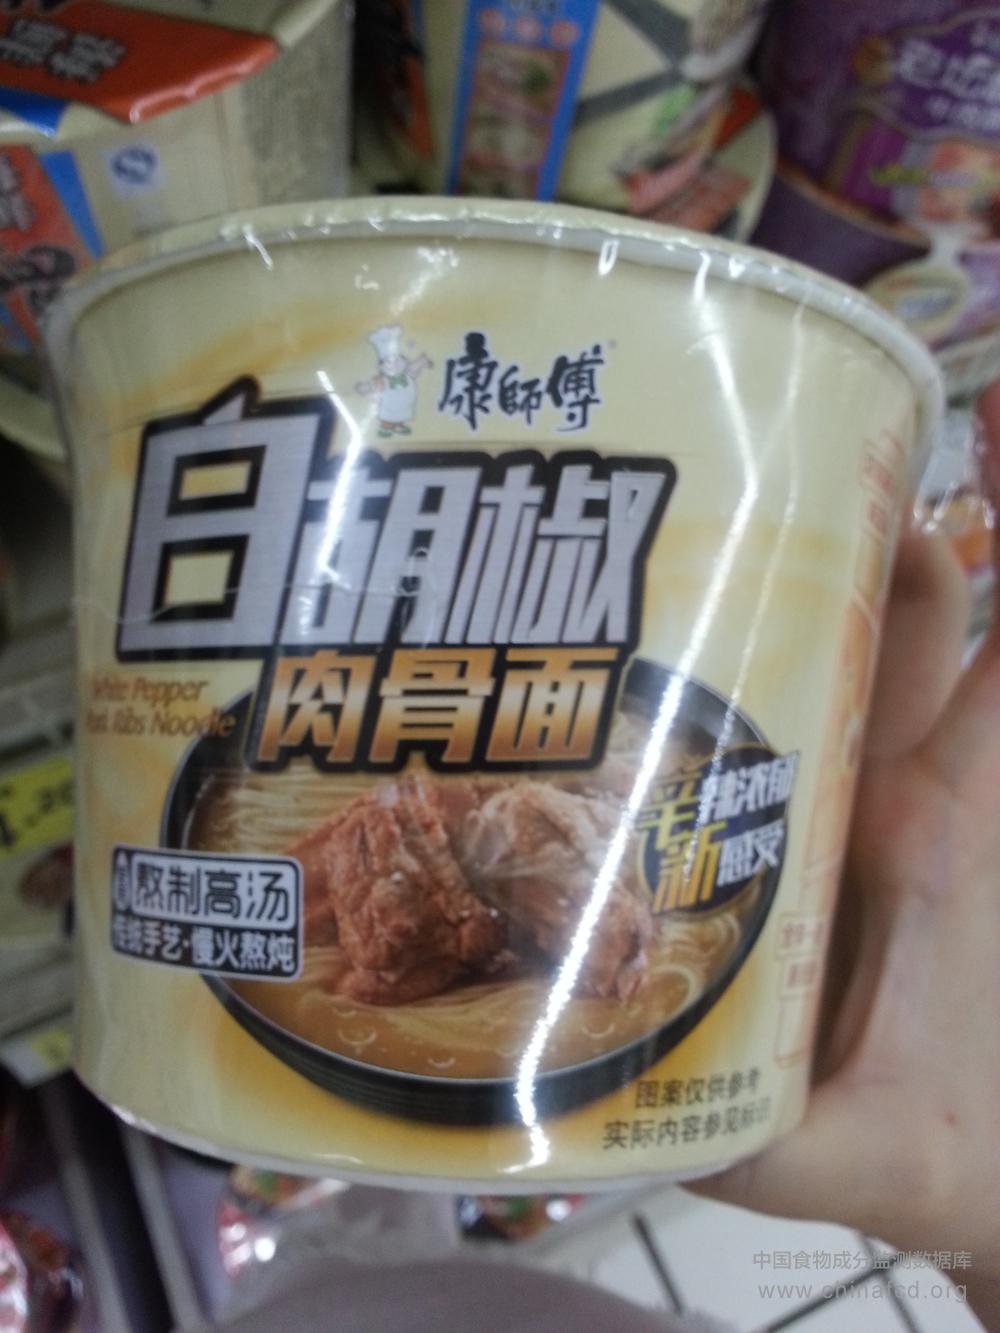 康師傅
白胡椒
肉骨面
White Pepper
Ribs Noodle
辛辣浓郁
新感受
熬制高汤
传统手艺·慢火熬炖
图案仅供参考
实际内容参见标识
中国食物成分监测数据库
www.chinafcd.org